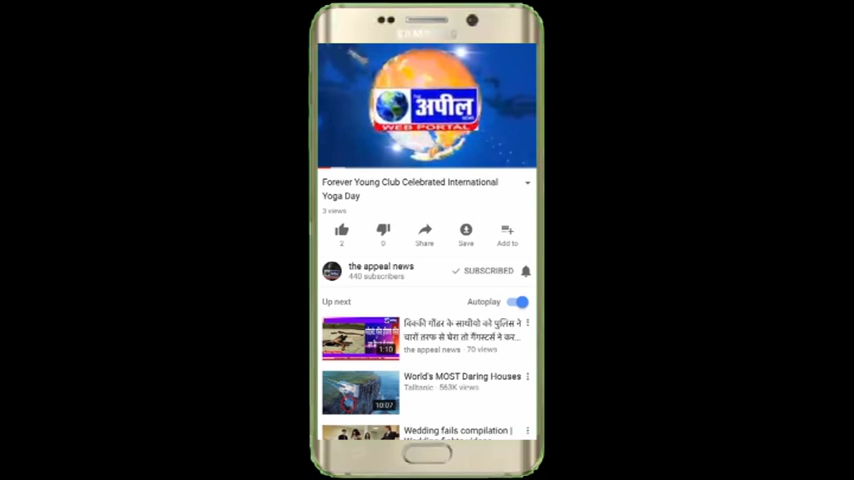 SAMSUNG
अपील
WEB PORTAL
Forever Young Club Celebrated International
Yoga Day
3 views
2
0
Share
Save
Add to
the appeal news
440 subscribers
SUBSCRIBED
Up next
Autoplay
विक्की गौंडर के साथीयो को पुलिस ने
चारों तरफ से घेरा तो गैंगस्टर्स ने कर...
the appeal news · 70 views
1:10
World's MOST Daring Houses
Talltanic · 563K views
10:07
Wedding fails compilation |